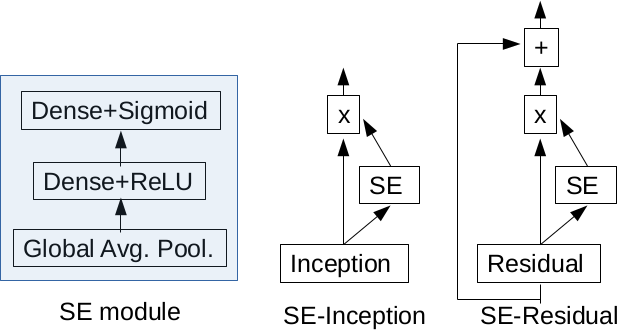 Dense+Sigmoid
Dense+ReLU
Global Avg. Pool.
SE module
x
SE
Inception
SE-Inception
+
x
SE
Residual
SE-Residual